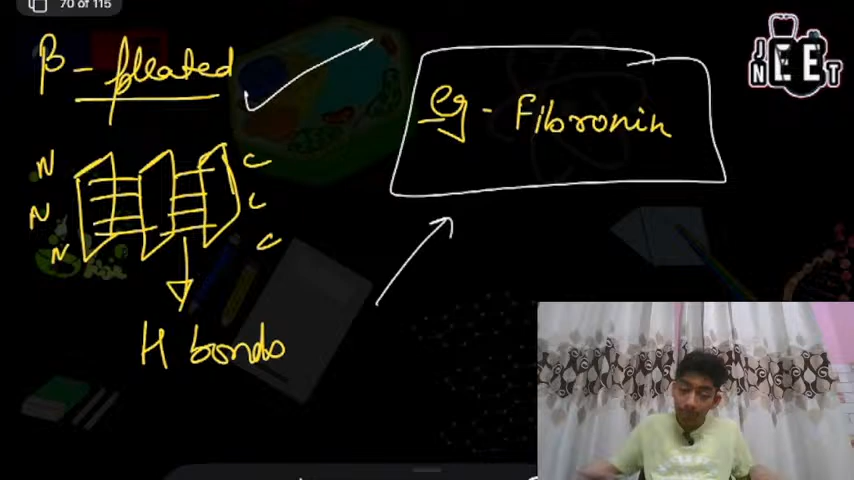 70 of 115
β - pleated
eg - Fibronin
N
C
N
C
N
C
H bonds
J
NEET